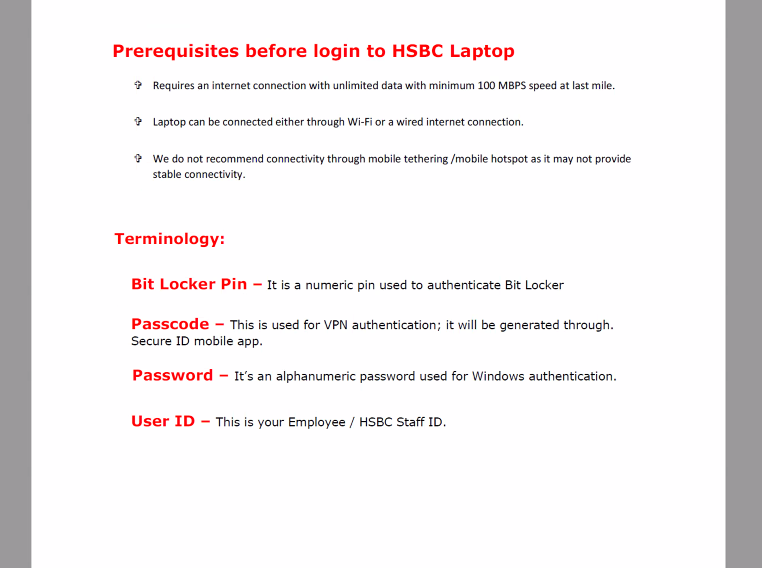 Prerequisites before login to HSBC Laptop
✞ Requires an internet connection with unlimited data with minimum 100 MBPS speed at last mile.
✞ Laptop can be connected either through Wi-Fi or a wired internet connection.
✞ We do not recommend connectivity through mobile tethering /mobile hotspot as it may not provide
stable connectivity.
Terminology:
Bit Locker Pin – It is a numeric pin used to authenticate Bit Locker
Passcode – This is used for VPN authentication; it will be generated through.
Secure ID mobile app.
Password – It’s an alphanumeric password used for Windows authentication.
User ID – This is your Employee / HSBC Staff ID.